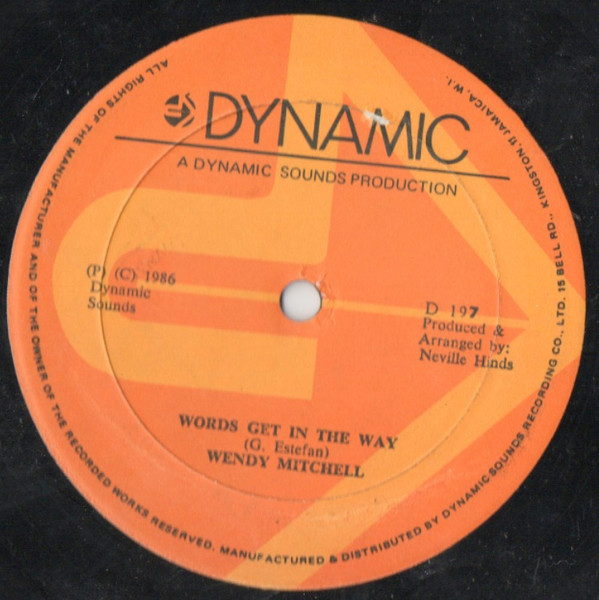 DYNAMIC
A DYNAMIC SOUNDS PRODUCTION
(P) (C) 1986
Dynamic
Sounds
D 197
Produced &
Arranged by:
Neville Hinds
WORDS GET IN THE WAY
(G. Estefan)
WENDY MITCHELL
ALL RIGHTS OF THE MANUFACTURER AND OF THE OWNER OF THE RECORDED WORKS RESERVED. MANUFACTURED & DISTRIBUTED BY DYNAMIC SOUNDS RECORDING CO., LTD. 15 BELL RD., KINGSTON, 11 JAMAICA, W.I.